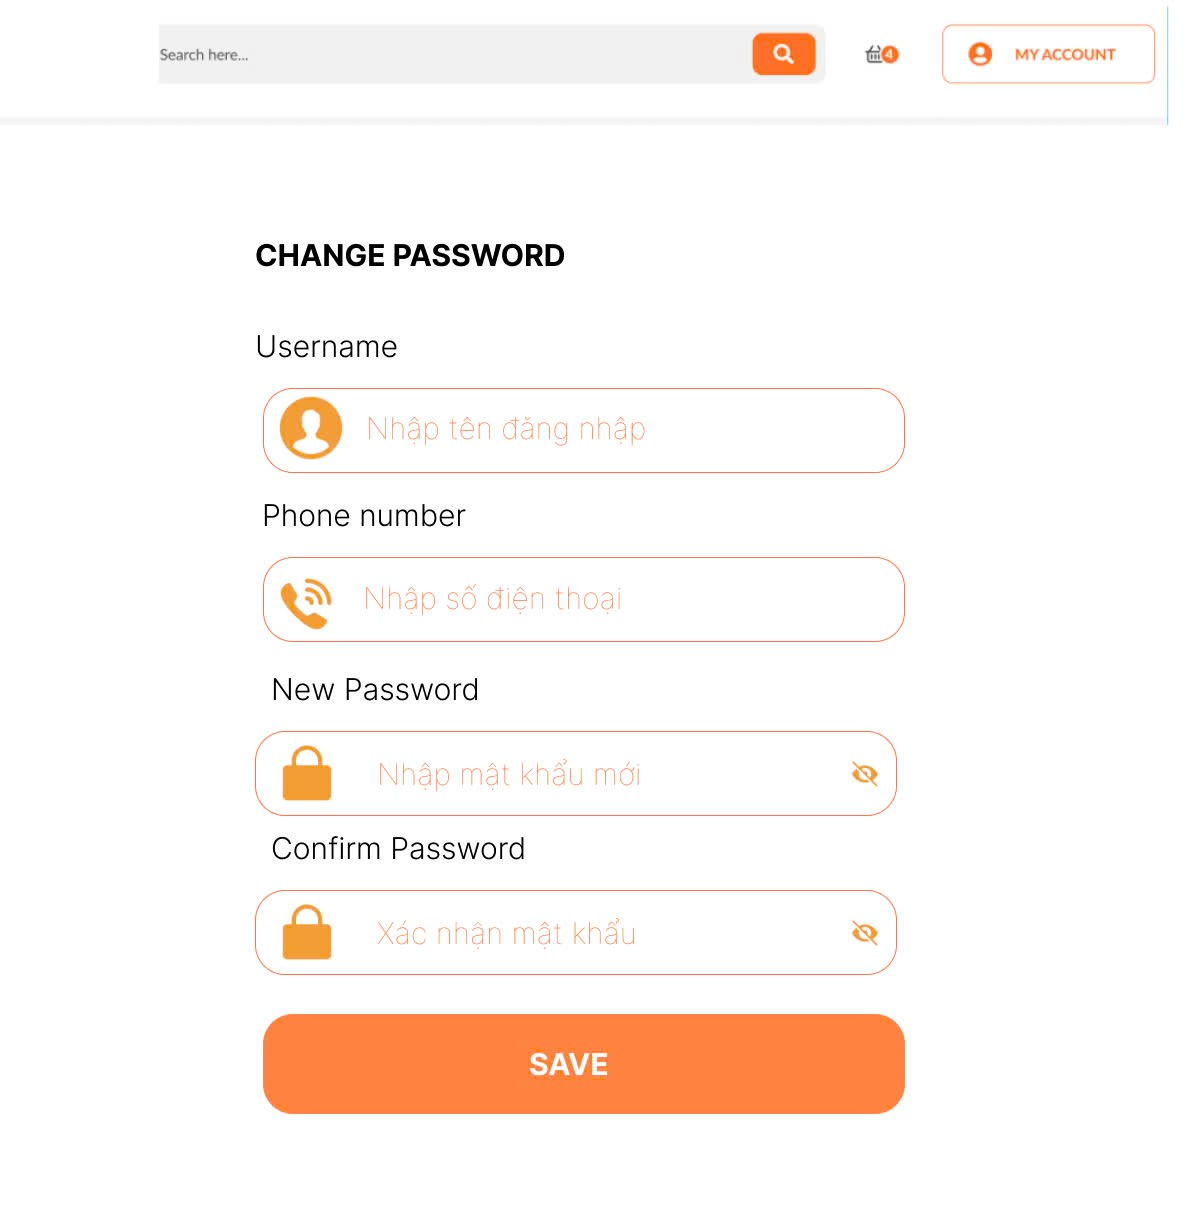 Search here...
4
MY ACCOUNT
CHANGE PASSWORD
Username
Nhập tên đăng nhập
Phone number
Nhập số điện thoại
New Password
Nhập mật khẩu mới
Confirm Password
Xác nhận mật khẩu
SAVE